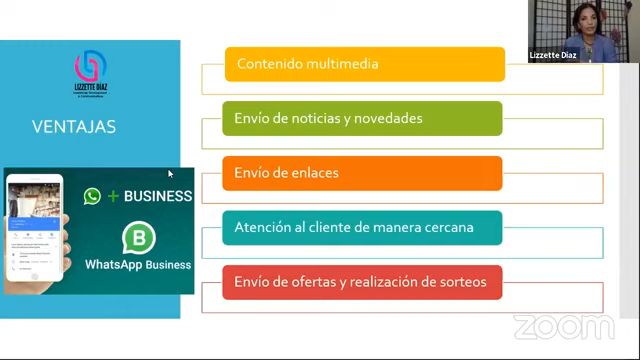 Lizzette Díaz
LIZZETTE DÍAZ
VENTAJAS
Contenido multimedia
Envío de noticias y novedades
Envío de enlaces
Atención al cliente de manera cercana
Envío de ofertas y realización de sorteos
+ BUSINESS
B
WhatsApp Business
zoom